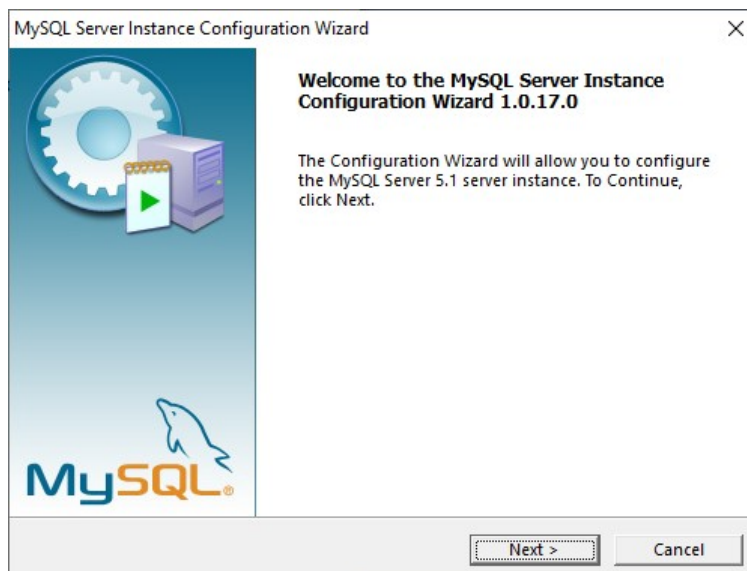 MySQL Server Instance Configuration Wizard
Welcome to the MySQL Server Instance
Configuration Wizard 1.0.17.0
The Configuration Wizard will allow you to configure
the MySQL Server 5.1 server instance. To Continue,
click Next.
MySQL®
Next >
Cancel